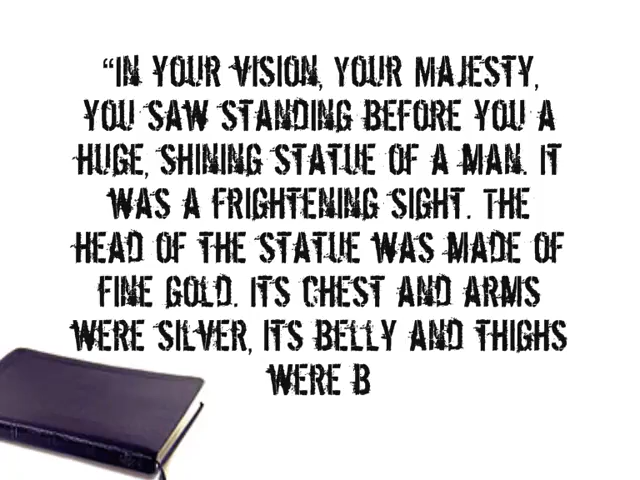 “IN YOUR VISION, YOUR MAJESTY,
YOU SAW STANDING BEFORE YOU A
HUGE, SHINING STATUE OF A MAN. IT
WAS A FRIGHTENING SIGHT. THE
HEAD OF THE STATUE WAS MADE OF
FINE GOLD. ITS CHEST AND ARMS
WERE SILVER, ITS BELLY AND THIGHS
WERE B